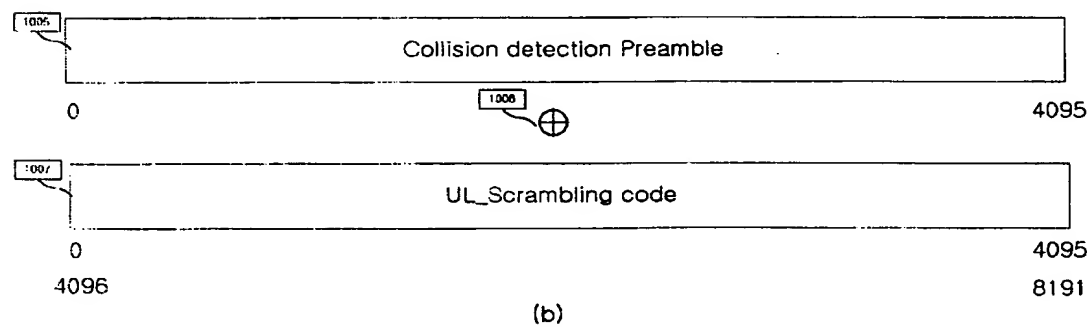 1005
Collision detection Preamble
0 4095
1006
1007
UL_Scrambling code
0 4095
4096 8191
(b)